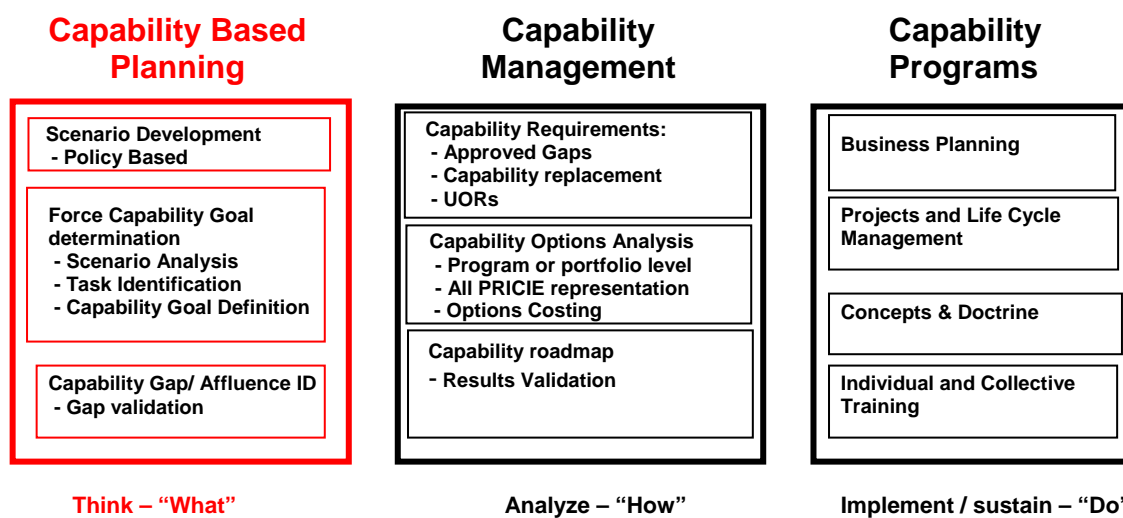 Capability Based
Planning
Scenario Development
- Policy Based
Force Capability Goal
determination
- Scenario Analysis
- Task Identification
- Capability Goal Definition
Capability Gap/ Affluence ID
- Gap validation
Think – “What”
Capability
Management
Capability Requirements:
- Approved Gaps
- Capability replacement
- UORs
Capability Options Analysis
- Program or portfolio level
- All PRICIE representation
- Options Costing
Capability roadmap
- Results Validation
Analyze – “How”
Capability
Programs
Business Planning
Projects and Life Cycle
Management
Concepts & Doctrine
Individual and Collective
Training
Implement / sustain – “Do”